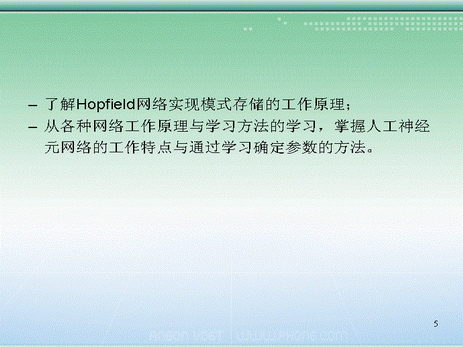 – 了解Hopfield网络实现模式存储的工作原理；
– 从各种网络工作原理与学习方法的学习，掌握人工神经
元网络的工作特点与通过学习确定参数的方法。
5